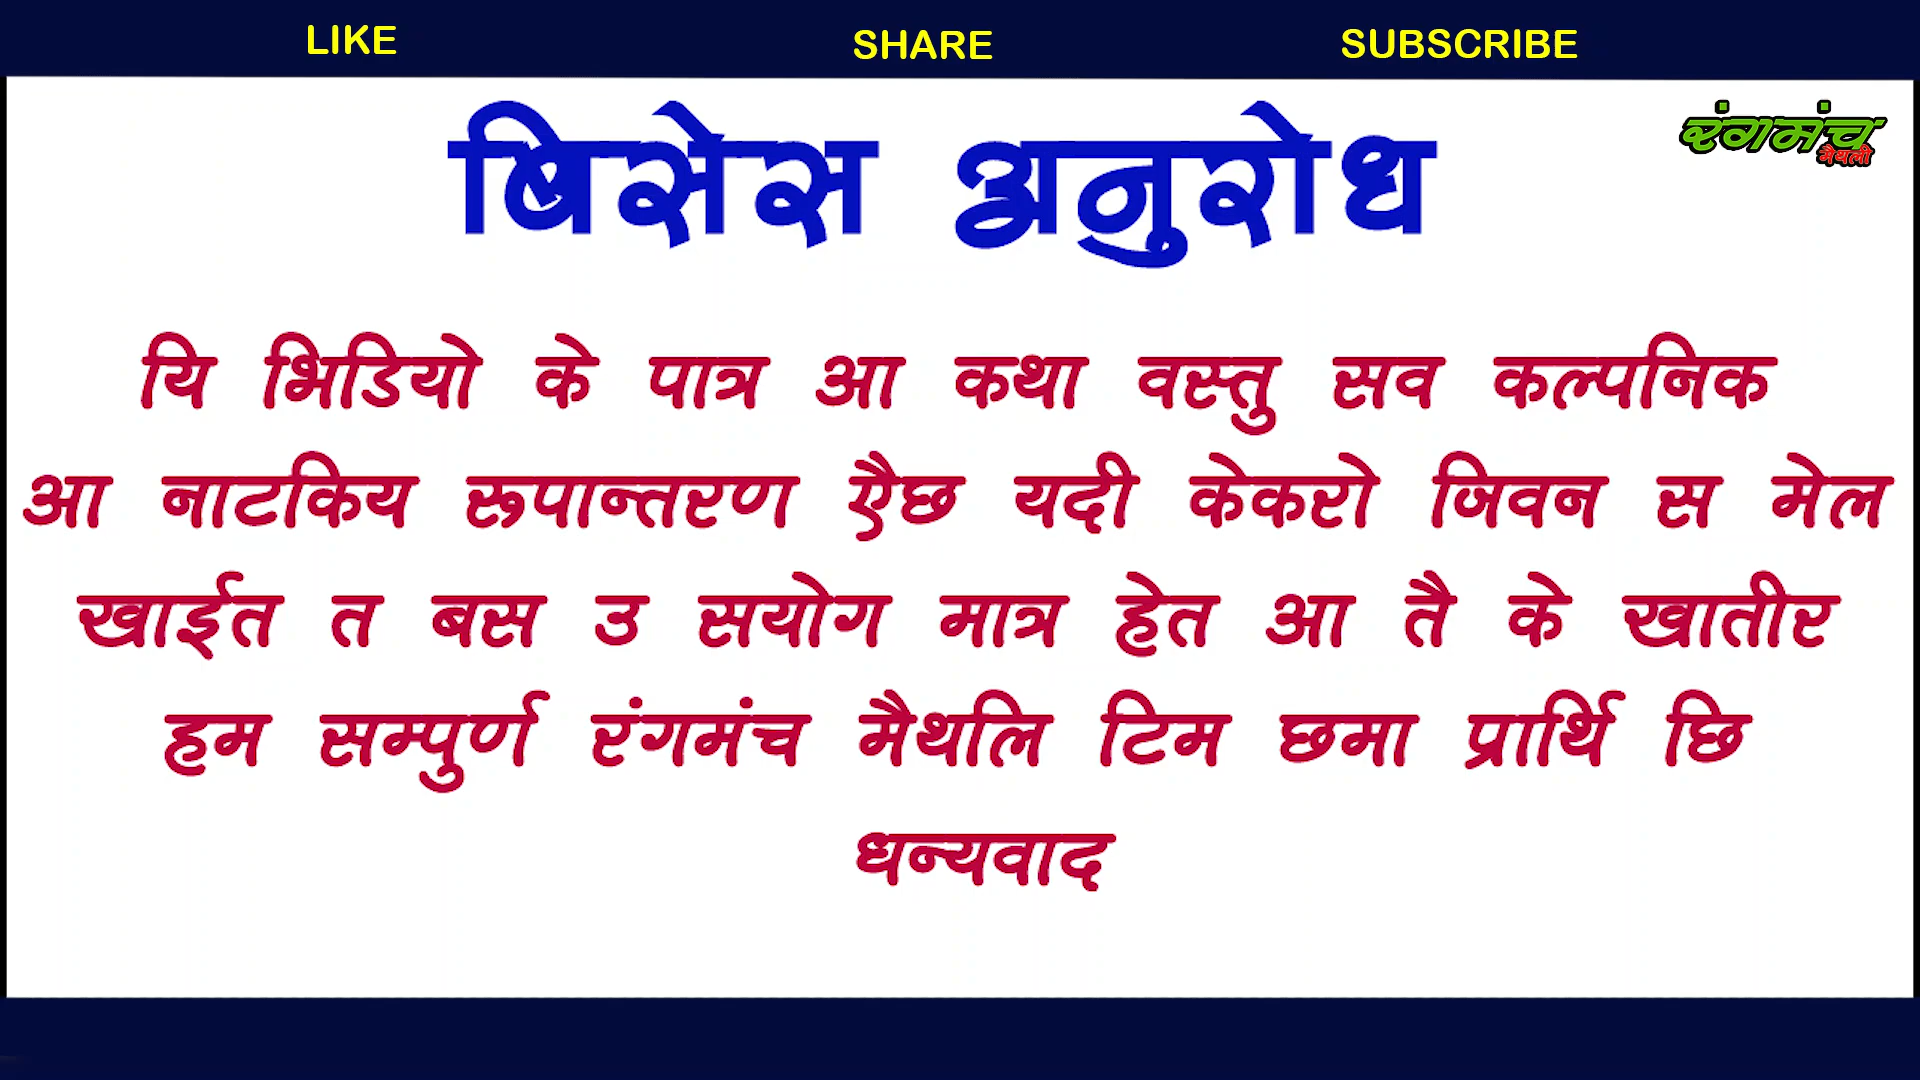 LIKE SHARE SUBSCRIBE
रंगमंच
मैथली
बिसेस अनुरोध
यि भिडियो के पात्र आ कथा वस्तु सव कल्पनिक
आ नाटकिय रूपान्तरण एैछ यदी केकरो जिवन स मेल
खाईत त बस उ सयोग मात्र हेत आ तै के खातीर
हम सम्पुर्ण रंगमंच मैथलि टिम छमा प्रार्थि छि
धन्यवाद